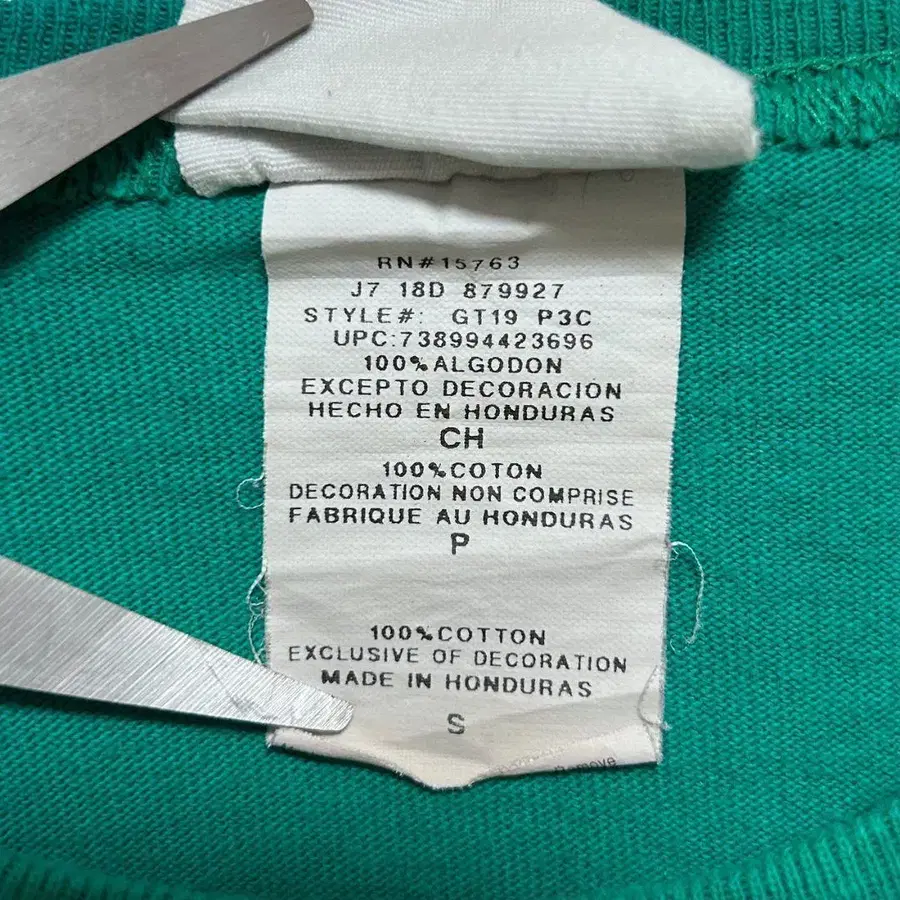 RN#15763
J7 18D 879927
STYLE#: GT19 P3C
UPC:738994423696
100%ALGODON
EXCEPTO DECORACION
HECHO EN HONDURAS
CH
100%COTON
DECORATION NON COMPRISE
FABRIQUE AU HONDURAS
P
100%COTTON
EXCLUSIVE OF DECORATION
MADE IN HONDURAS
S
Remove